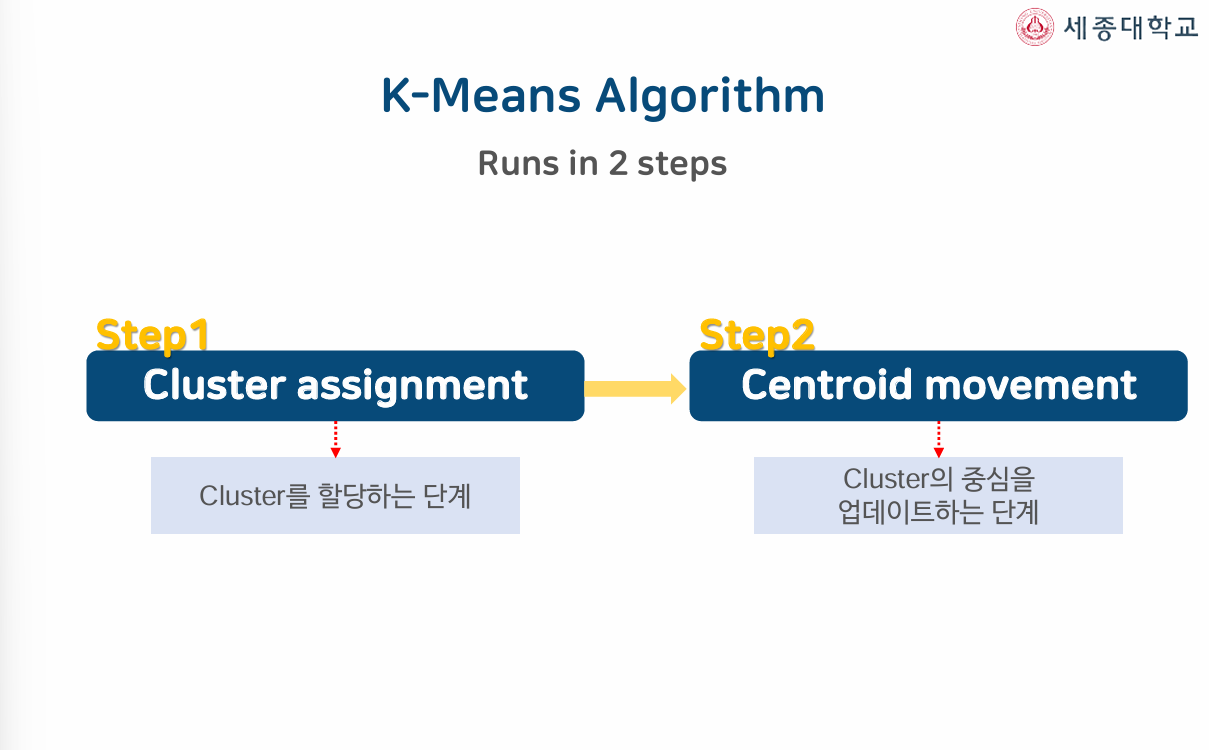 세종대학교
K-Means Algorithm
Runs in 2 steps
Step1
Cluster assignment
Cluster를 할당하는 단계
Step2
Centroid movement
Cluster의 중심을
업데이트하는 단계